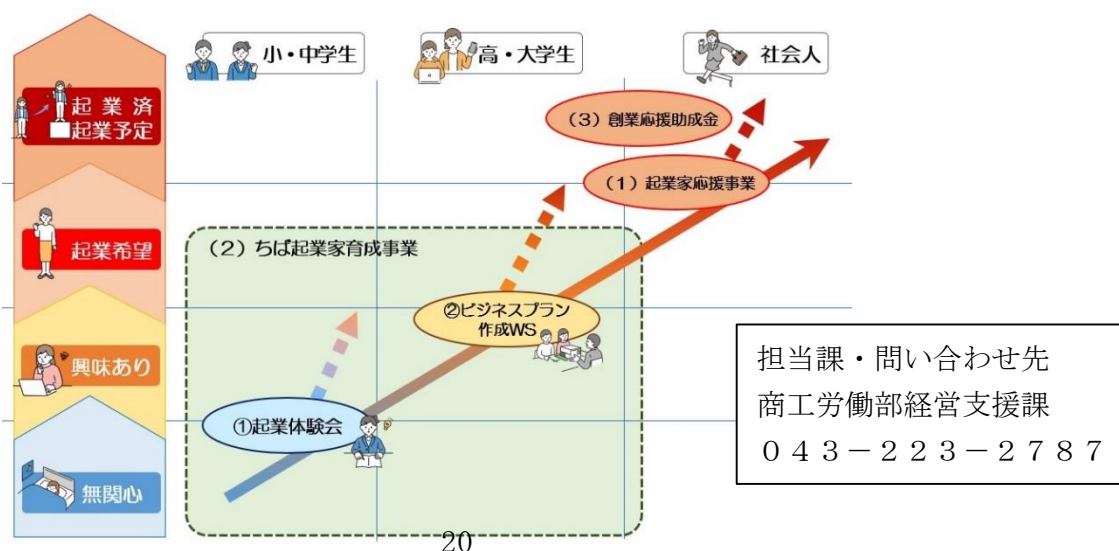 小・中学生
高・大学生
社会人
起業済
起業予定
（３）創業応援助成金
（１）起業家応援事業
起業希望
（２）ちば起業家育成事業
②ビジネスプラン
作成WS
興味あり
①起業体験会
無関心
担当課・問い合わせ先
商工労働部経営支援課
０４３－２２３－２７８７
20